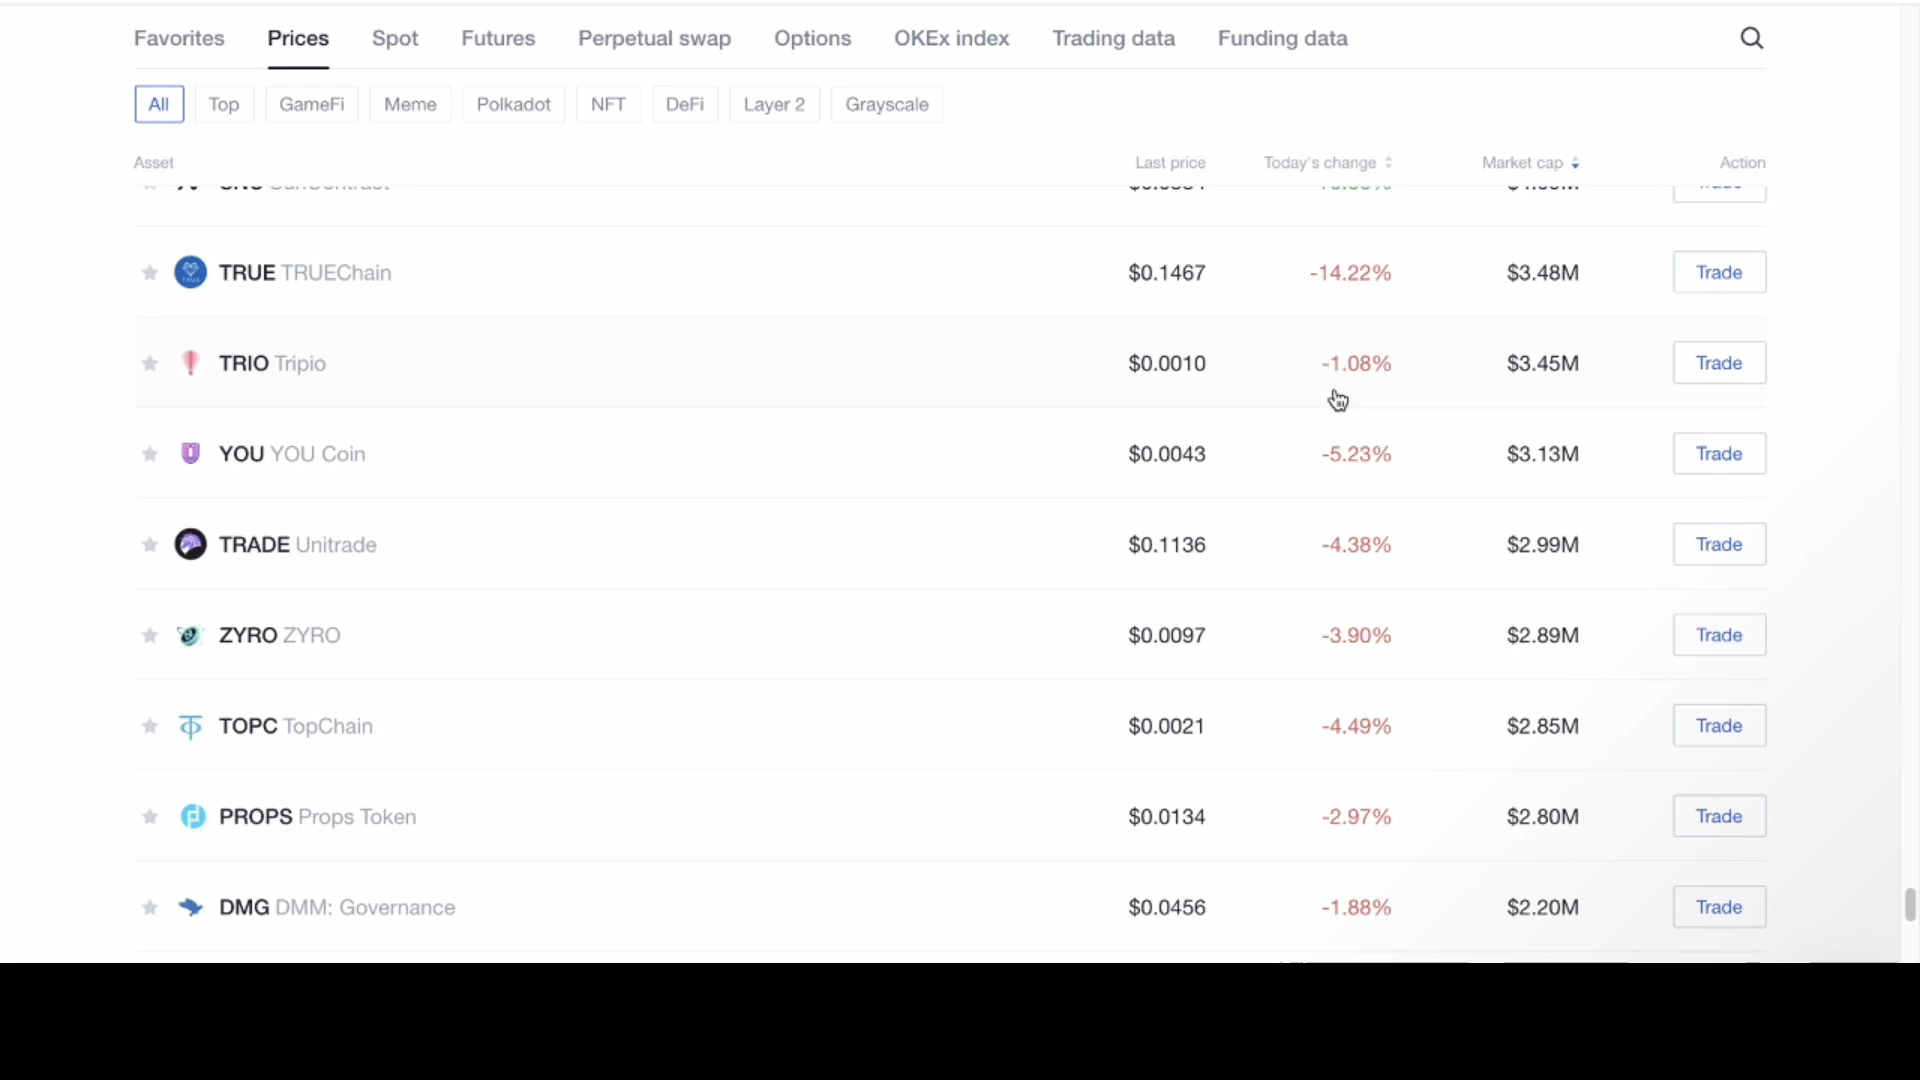 Favorites Prices Spot Futures Perpetual swap Options OKEx index Trading data Funding data
All Top GameFi Meme Polkadot NFT DeFi Layer 2 Grayscale
Asset Last price Today's change Market cap Action
TRUE TRUEChain $0.1467 -14.22% $3.48M Trade
TRIO Tripio $0.0010 -1.08% $3.45M Trade
YOU YOU Coin $0.0043 -5.23% $3.13M Trade
TRADE Unitrade $0.1136 -4.38% $2.99M Trade
ZYRO ZYRO $0.0097 -3.90% $2.89M Trade
TOPC TopChain $0.0021 -4.49% $2.85M Trade
PROPS Props Token $0.0134 -2.97% $2.80M Trade
DMG DMM: Governance $0.0456 -1.88% $2.20M Trade